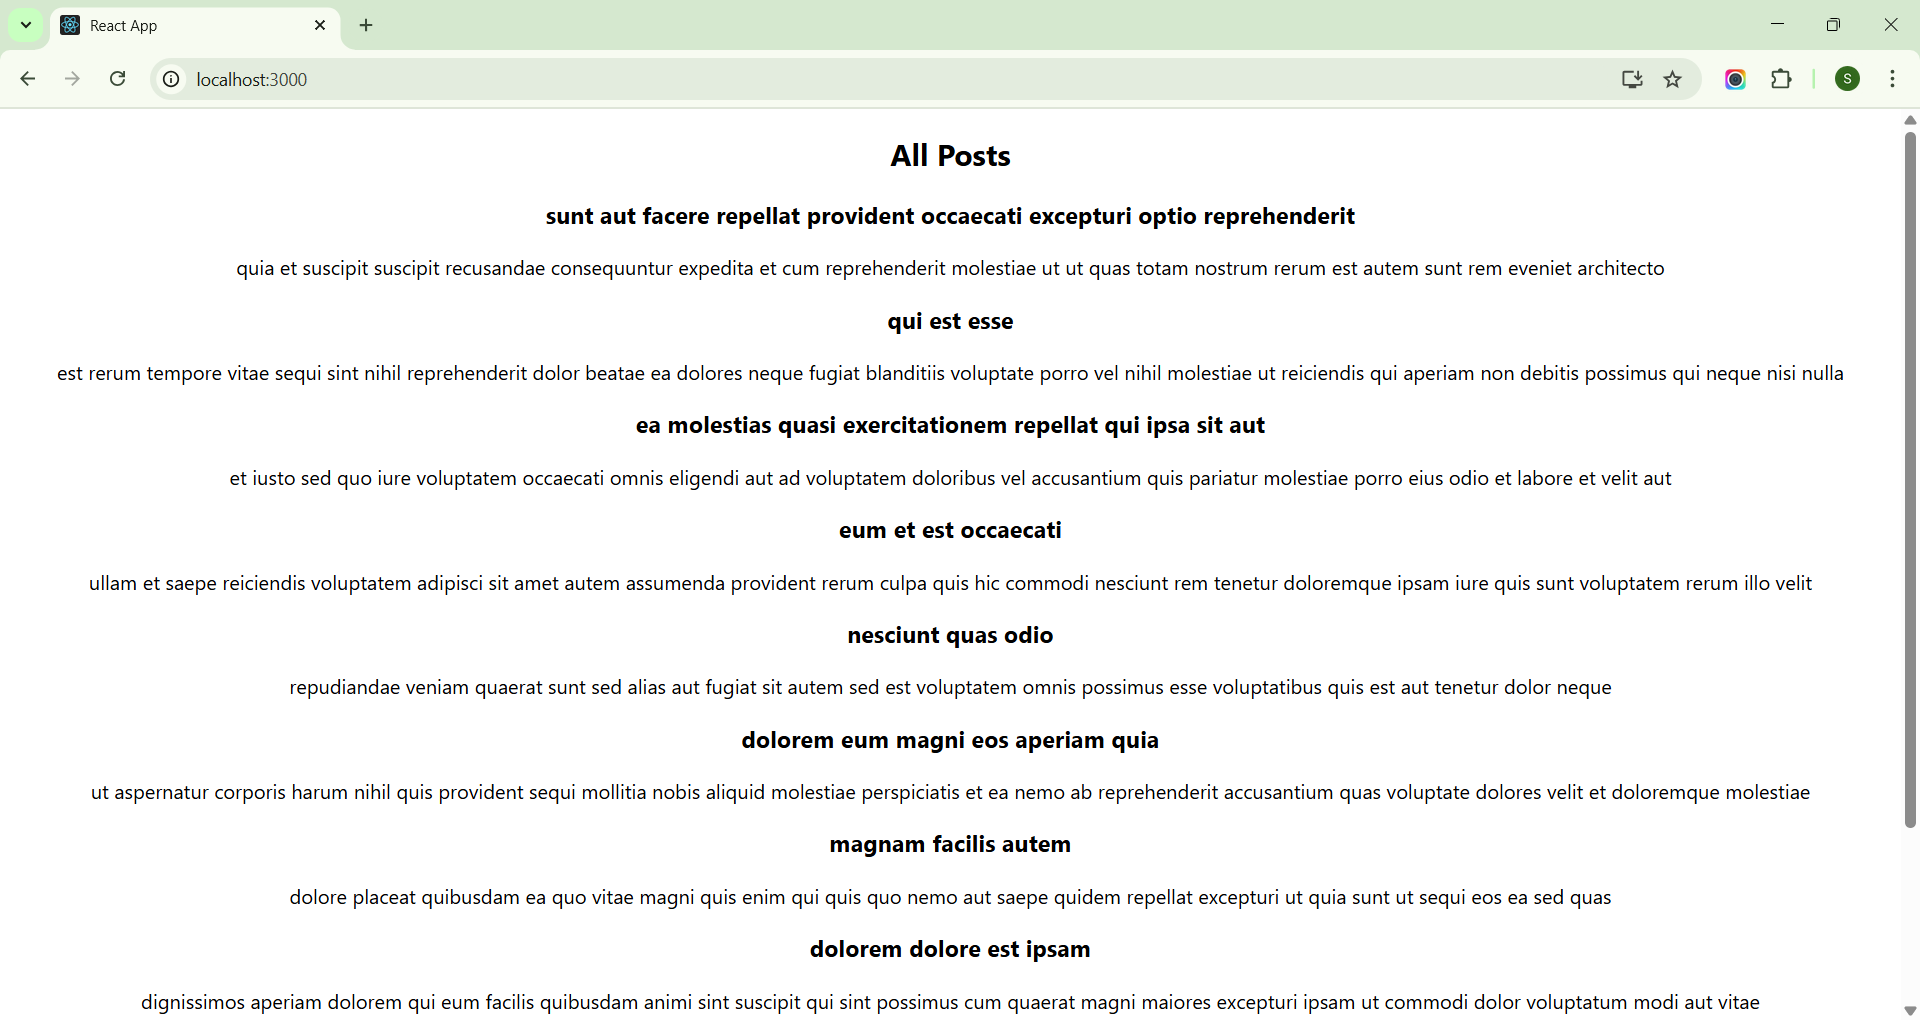 React App
localhost:3000
S
All Posts
sunt aut facere repellat provident occaecati excepturi optio reprehenderit
quia et suscipit suscipit recusandae consequuntur expedita et cum reprehenderit molestiae ut ut quas totam nostrum rerum est autem sunt rem eveniet architecto
qui est esse
est rerum tempore vitae sequi sint nihil reprehenderit dolor beatae ea dolores neque fugiat blanditiis voluptate porro vel nihil molestiae ut reiciendis qui aperiam non debitis possimus qui neque nisi nulla
ea molestias quasi exercitationem repellat qui ipsa sit aut
et iusto sed quo iure voluptatem occaecati omnis eligendi aut ad voluptatem doloribus vel accusantium quis pariatur molestiae porro eius odio et labore et velit aut
eum et est occaecati
ullam et saepe reiciendis voluptatem adipisci sit amet autem assumenda provident rerum culpa quis hic commodi nesciunt rem tenetur doloremque ipsam iure quis sunt voluptatem rerum illo velit
nesciunt quas odio
repudiandae veniam quaerat sunt sed alias aut fugiat sit autem sed est voluptatem omnis possimus esse voluptatibus quis est aut tenetur dolor neque
dolorem eum magni eos aperiam quia
ut aspernatur corporis harum nihil quis provident sequi mollitia nobis aliquid molestiae perspiciatis et ea nemo ab reprehenderit accusantium quas voluptate dolores velit et doloremque molestiae
magnam facilis autem
dolore placeat quibusdam ea quo vitae magni quis enim qui quis quo nemo aut saepe quidem repellat excepturi ut quia sunt ut sequi eos ea sed quas
dolorem dolore est ipsam
dignissimos aperiam dolorem qui eum facilis quibusdam animi sint suscipit qui sint possimus cum quaerat magni maiores excepturi ipsam ut commodi dolor voluptatum modi aut vitae